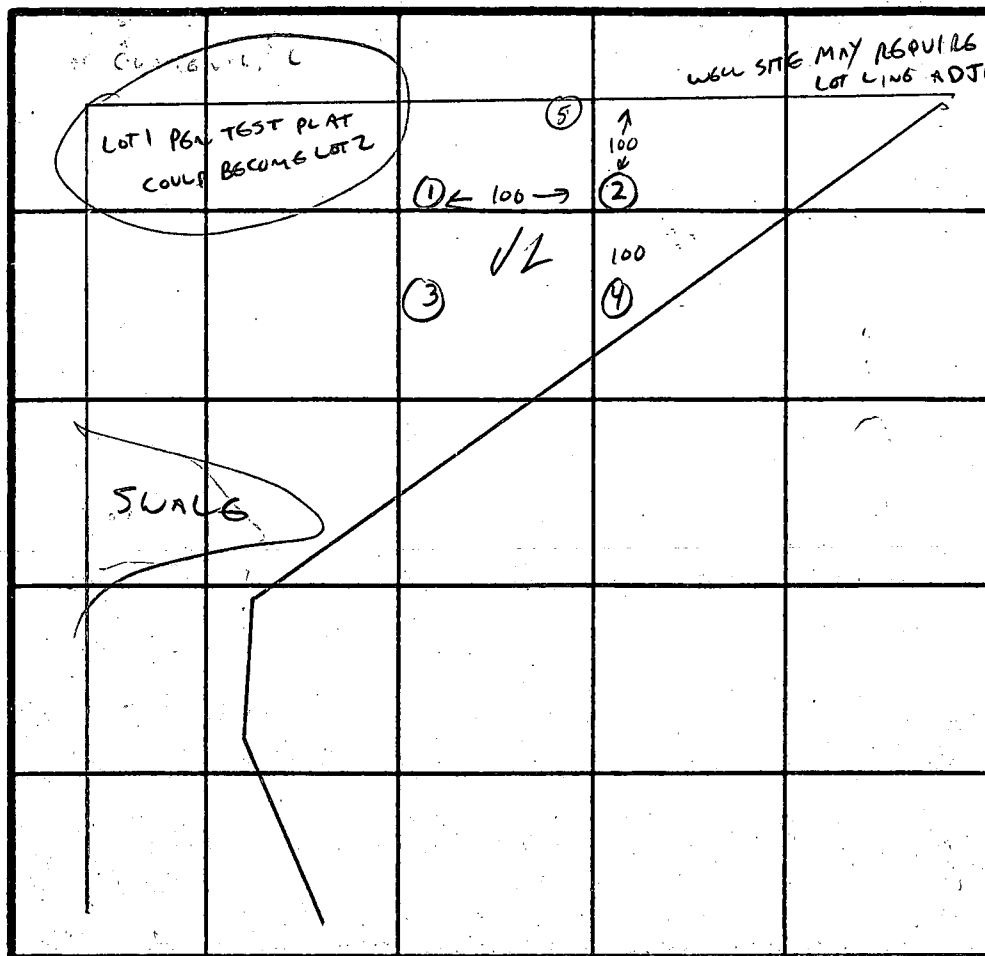 WELL SITE MAY REQUIRE
LOT LINE ADJ
LOT 1 PER TEST PLAT
COULD BECOME LOT 2
5
100
1 100 2
100
3 4
SWALE